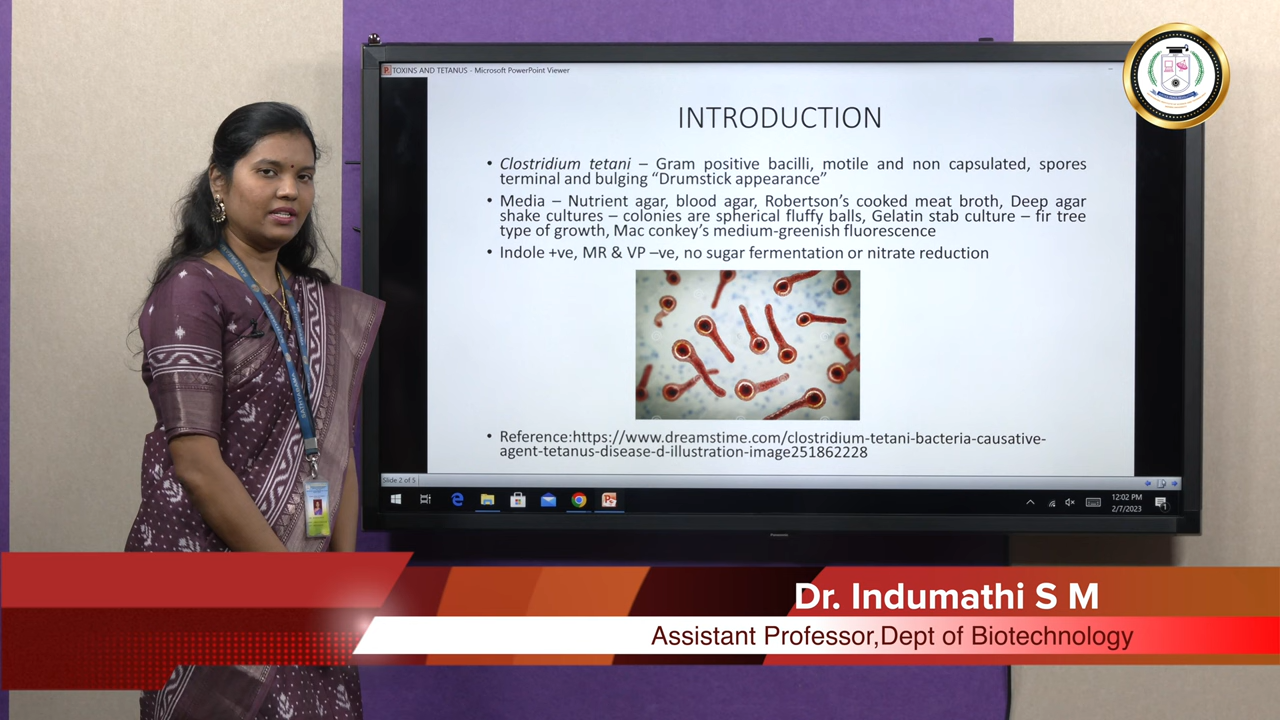 TOXINS AND TETANUS - Microsoft PowerPoint Viewer
INTRODUCTION
• Clostridium tetani – Gram positive bacilli, motile and non capsulated, spores
terminal and bulging “Drumstick appearance”
• Media – Nutrient agar, blood agar, Robertson’s cooked meat broth, Deep agar
shake cultures – colonies are spherical fluffy balls, Gelatin stab culture – fir tree
type of growth, Mac conkey’s medium-greenish fluorescence
• Indole +ve, MR & VP –ve, no sugar fermentation or nitrate reduction
• Reference:https://www.dreamstime.com/clostridium-tetani-bacteria-causative-
agent-tetanus-disease-d-illustration-image251862228
Slide 2 of 5
12:02 PM
2/7/2023
Dr. Indumathi S M
Assistant Professor,Dept of Biotechnology